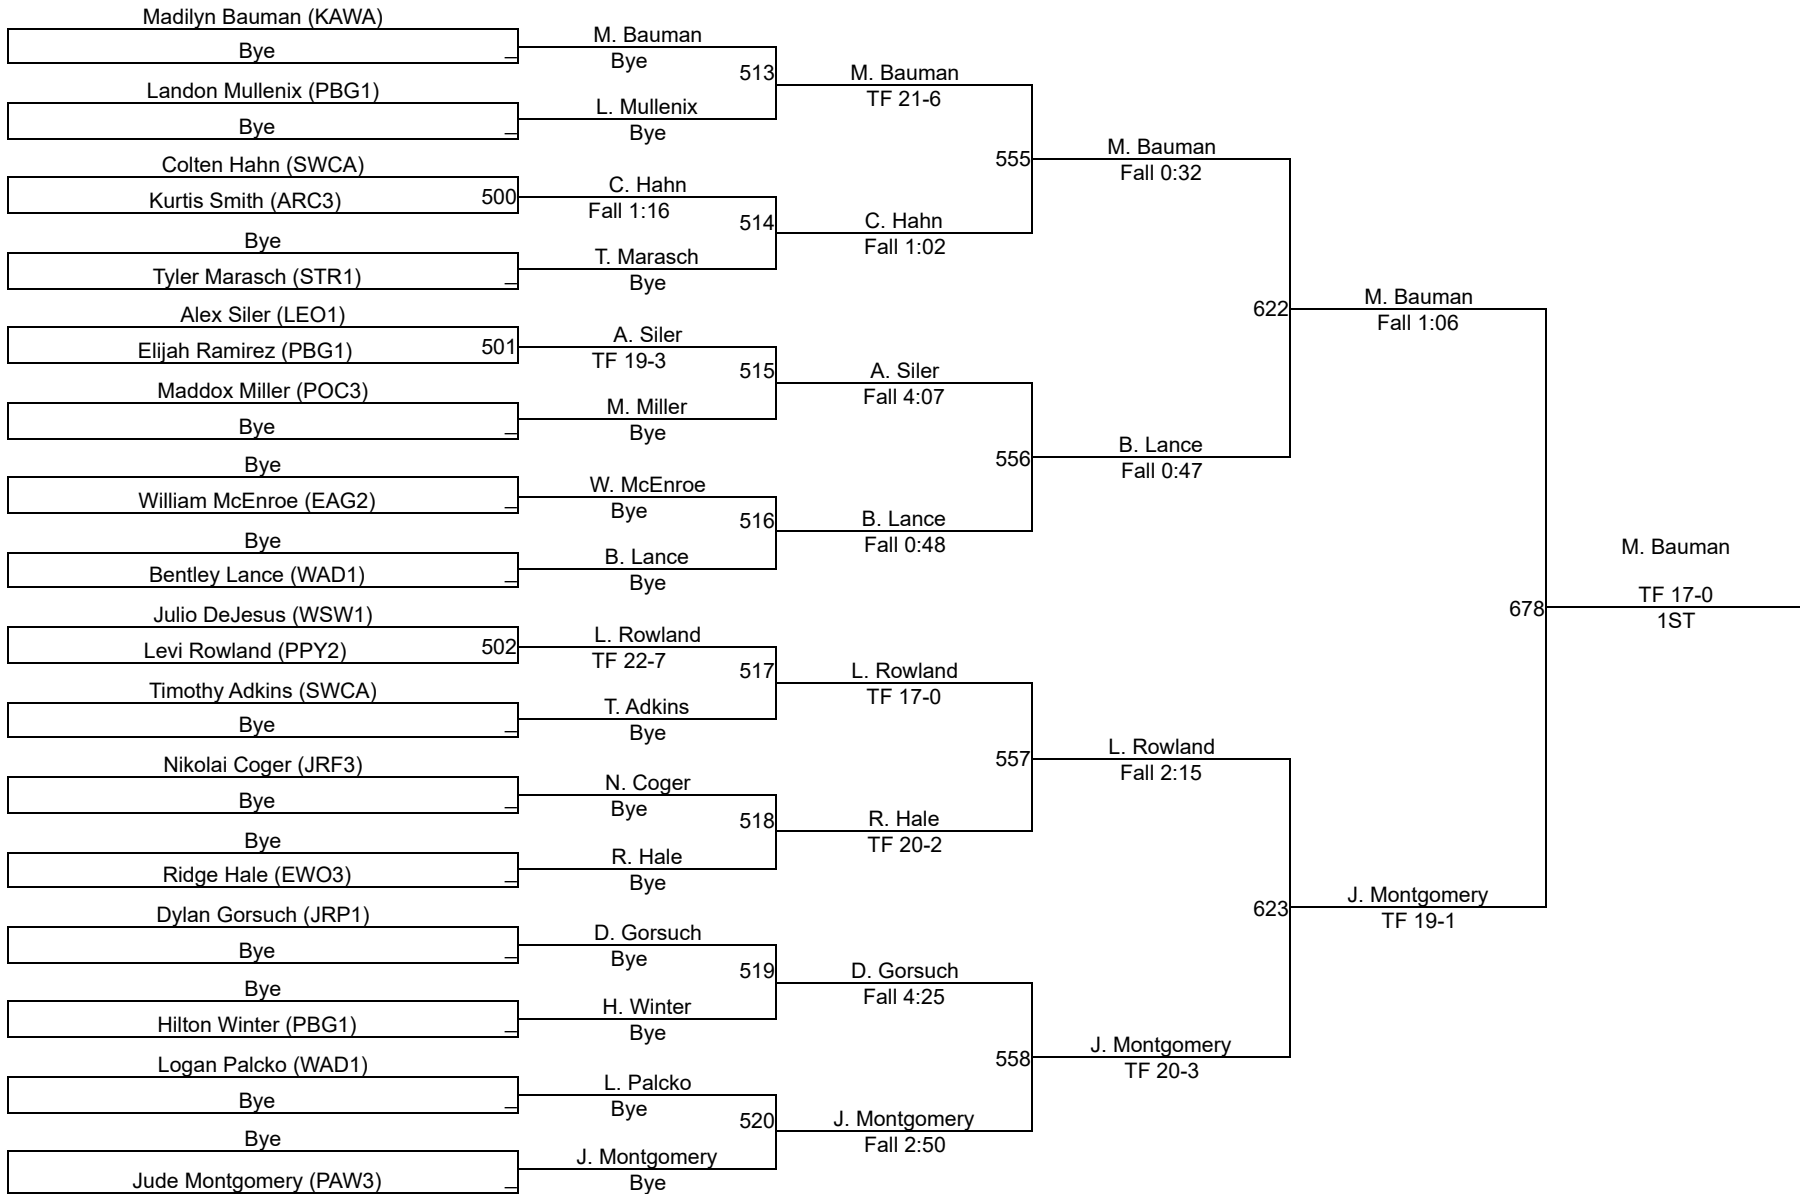 Madilyn Bauman (KAWA)
Bye _
Landon Mullenix (PBG1)
Bye _
Colten Hahn (SWCA)
Kurtis Smith (ARC3) 500
Bye
Tyler Marasch (STR1) _
Alex Siler (LEO1)
Elijah Ramirez (PBG1) 501
Maddox Miller (POC3)
Bye _
Bye
William McEnroe (EAG2) _
Bye
Bentley Lance (WAD1) _
Julio DeJesus (WSW1)
Levi Rowland (PPY2) 502
Timothy Adkins (SWCA)
Bye _
Nikolai Coger (JRF3)
Bye _
Bye
Ridge Hale (EWO3) _
Dylan Gorsuch (JRP1)
Bye _
Bye
Hilton Winter (PBG1) _
Logan Palcko (WAD1)
Bye _
Bye
Jude Montgomery (PAW3) _
M. Bauman
Bye
513
L. Mullenix
Bye
C. Hahn
Fall 1:16
514
T. Marasch
Bye
A. Siler
TF 19-3
515
M. Miller
Bye
W. McEnroe
Bye
516
B. Lance
Bye
L. Rowland
TF 22-7
517
T. Adkins
Bye
N. Coger
Bye
518
R. Hale
Bye
D. Gorsuch
Bye
519
H. Winter
Bye
L. Palcko
Bye
520
J. Montgomery
Bye
M. Bauman
TF 21-6
555
C. Hahn
Fall 1:02
A. Siler
Fall 4:07
556
B. Lance
Fall 0:48
L. Rowland
TF 17-0
557
R. Hale
TF 20-2
D. Gorsuch
Fall 4:25
558
J. Montgomery
Fall 2:50
M. Bauman
Fall 0:32
622
B. Lance
Fall 0:47
L. Rowland
Fall 2:15
623
J. Montgomery
TF 20-3
M. Bauman
Fall 1:06
678
J. Montgomery
TF 19-1
M. Bauman
TF 17-0
1ST